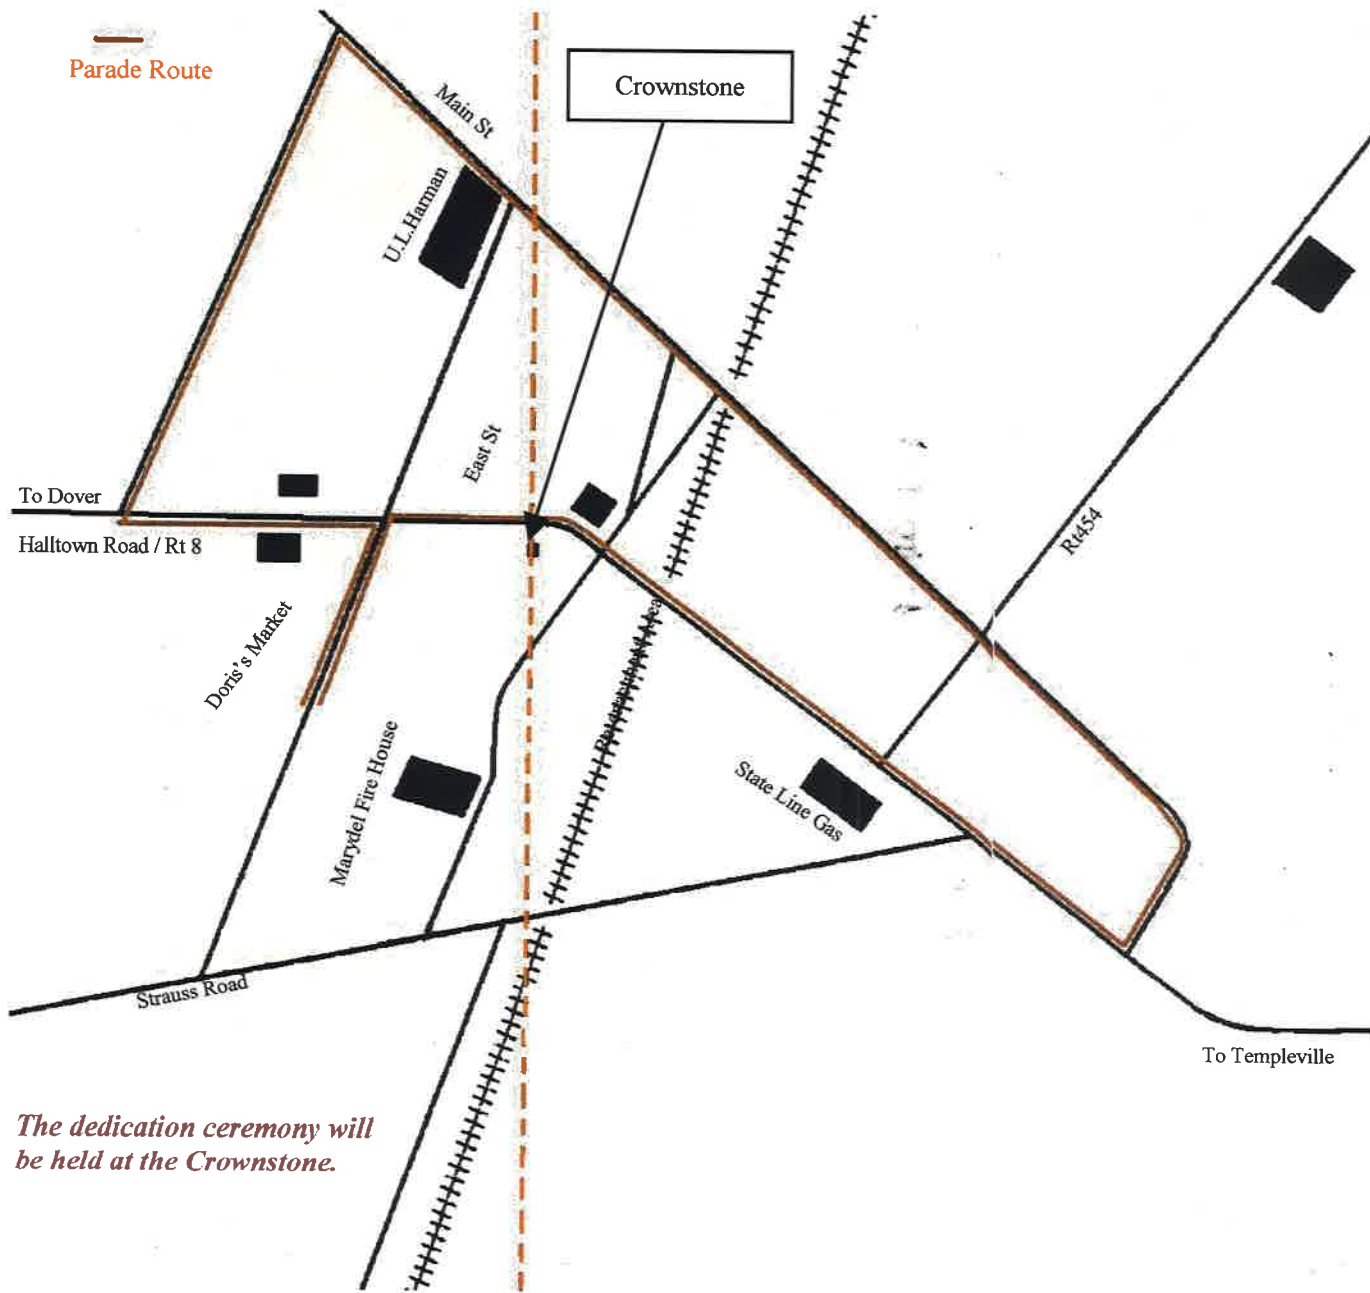 Parade Route
Crownstone
Main St
U.L.Harman
East St
To Dover
Halltown Road / Rt 8
Rt454
Doris's Market
Marydel Fire House
State Line Gas
Strauss Road
To Templeville
The dedication ceremony will
be held at the Crownstone.